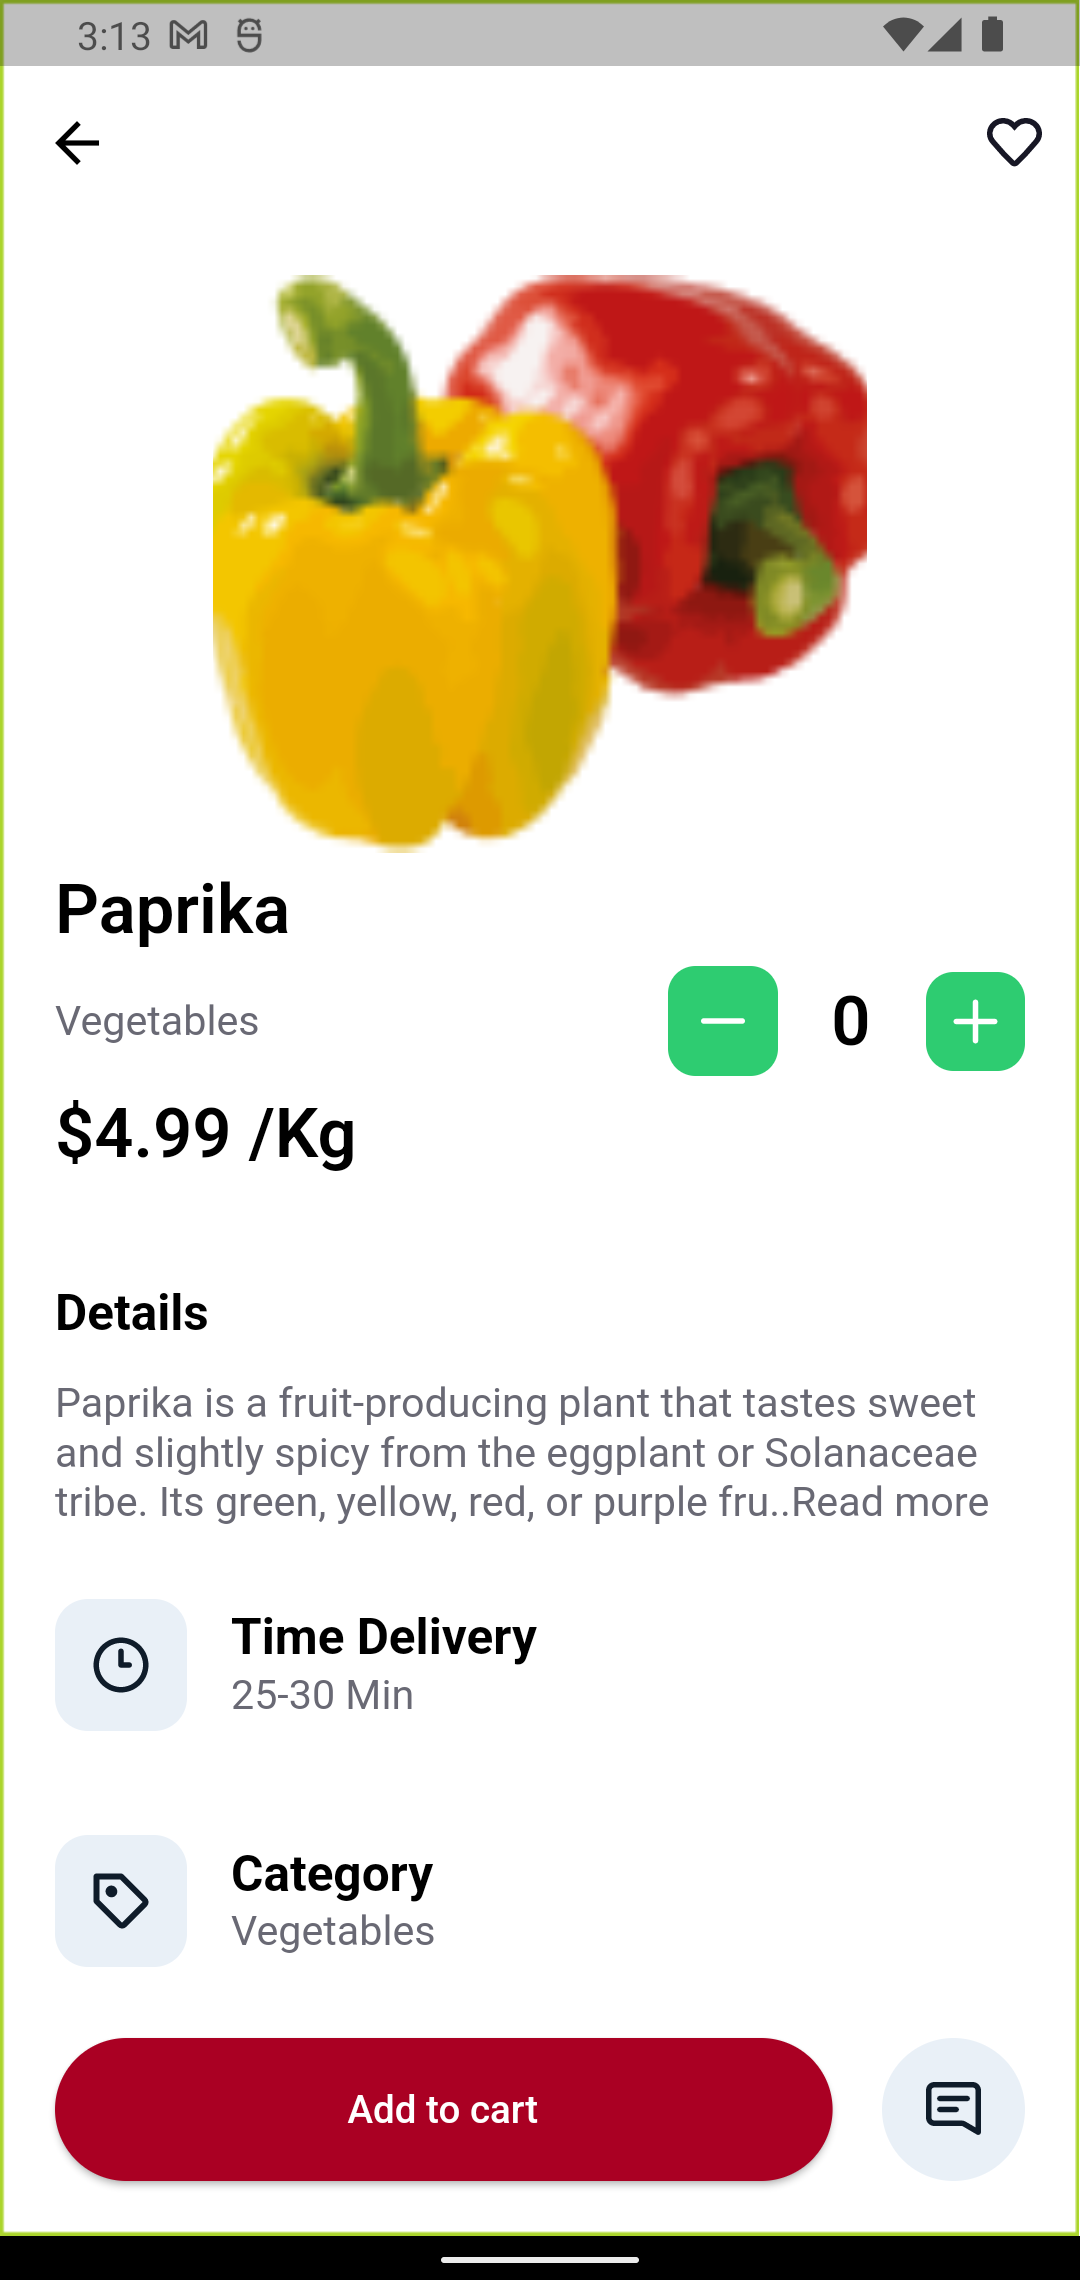 3:13
Paprika
Vegetables
0
$4.99 /Kg
Details
Paprika is a fruit-producing plant that tastes sweet
and slightly spicy from the eggplant or Solanaceae
tribe. Its green, yellow, red, or purple fru..Read more
Time Delivery
25-30 Min
Category
Vegetables
Add to cart